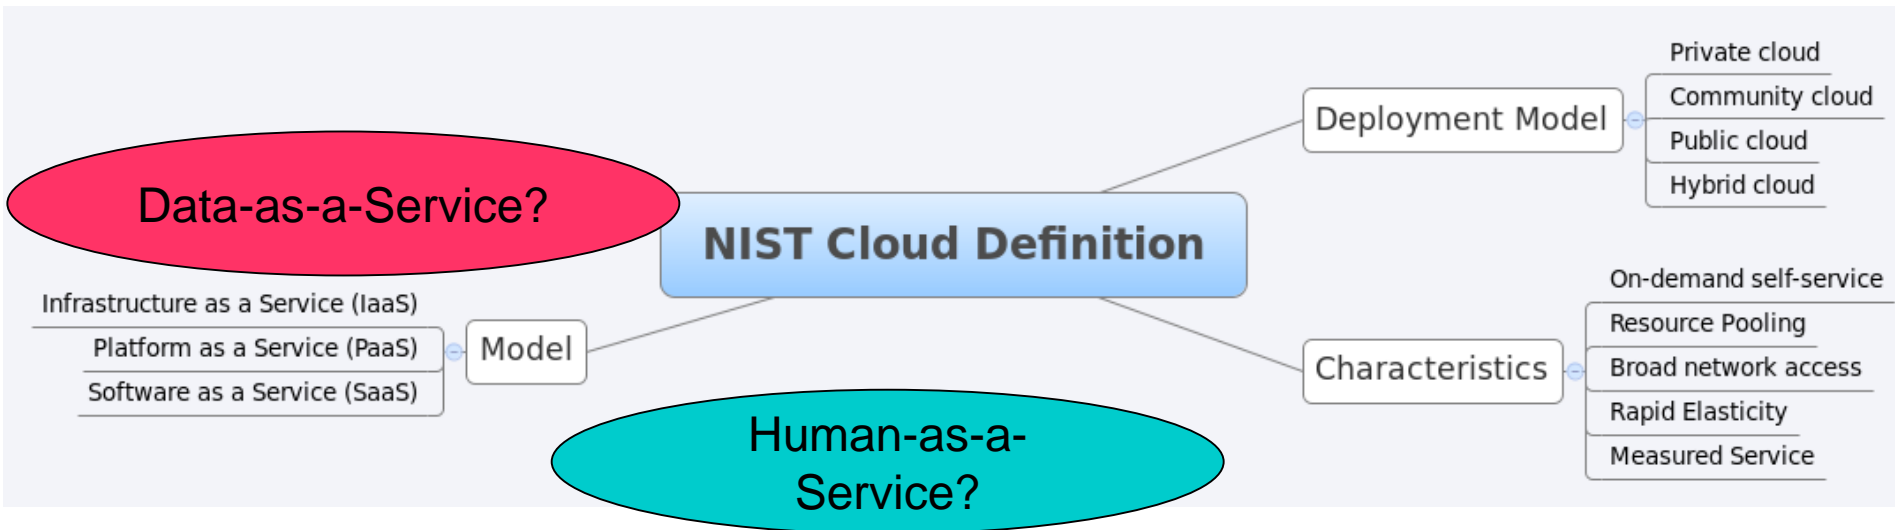 Data-as-a-Service?
NIST Cloud Definition
Infrastructure as a Service (IaaS)
Platform as a Service (PaaS)
Software as a Service (SaaS)
Model
Human-as-a-
Service?
Deployment Model
Private cloud
Community cloud
Public cloud
Hybrid cloud
Characteristics
On-demand self-service
Resource Pooling
Broad network access
Rapid Elasticity
Measured Service